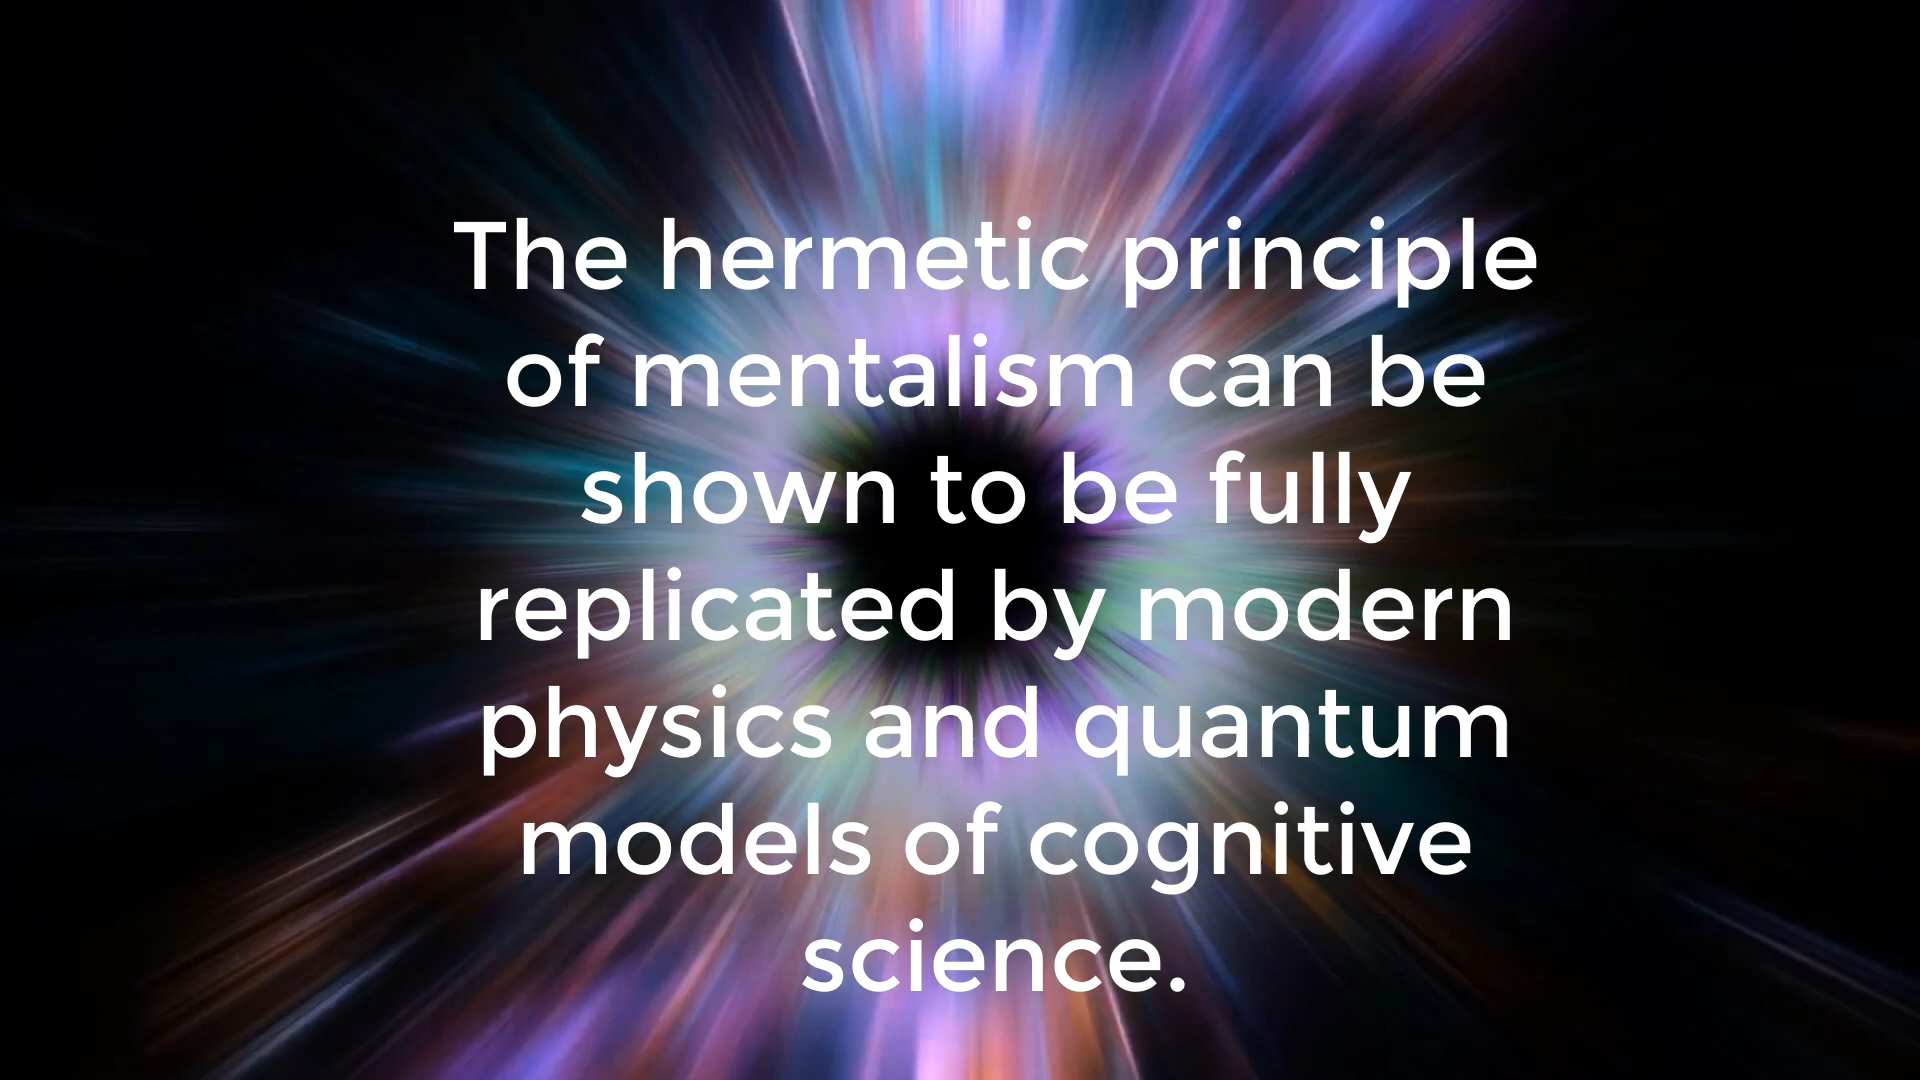 The hermetic principle
of mentalism can be
shown to be fully
replicated by modern
physics and quantum
models of cognitive
science.